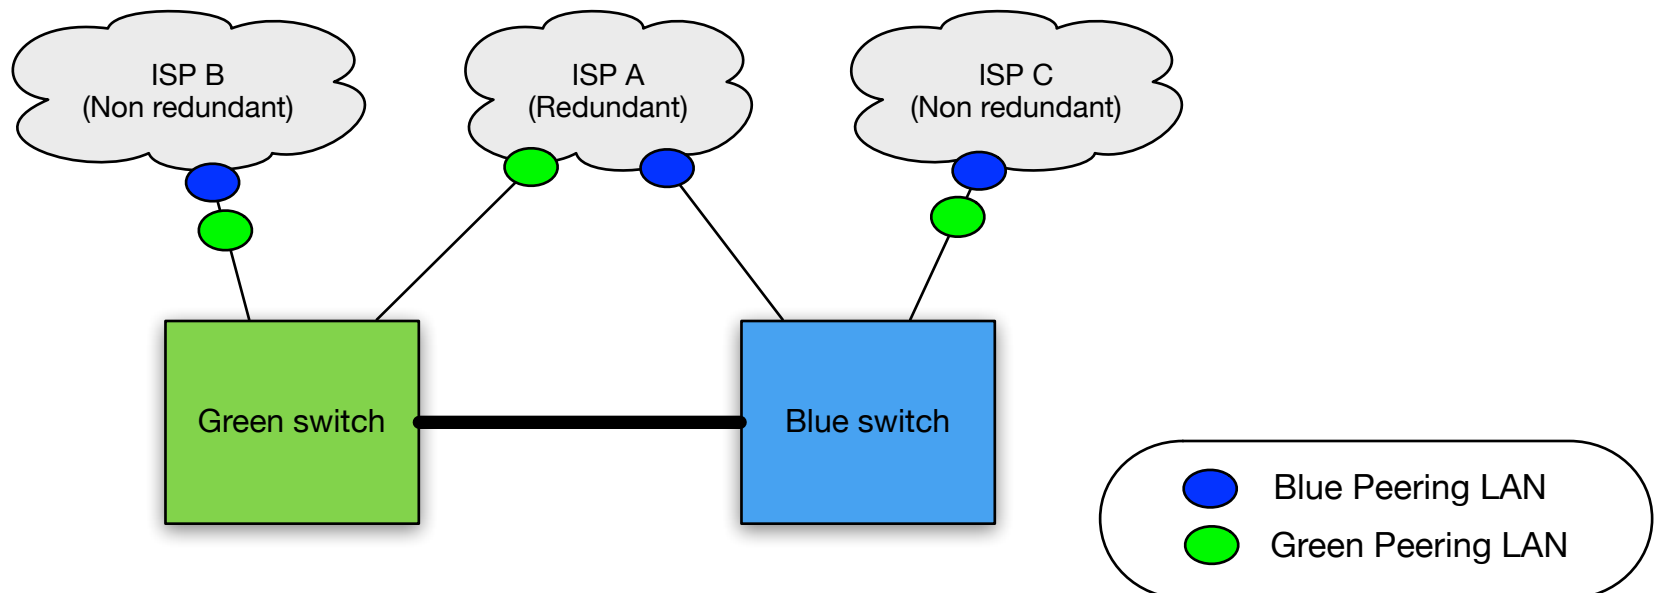 ISP B
(Non redundant)
ISP A
(Redundant)
ISP C
(Non redundant)
Green switch
Blue switch
Blue Peering LAN
Green Peering LAN